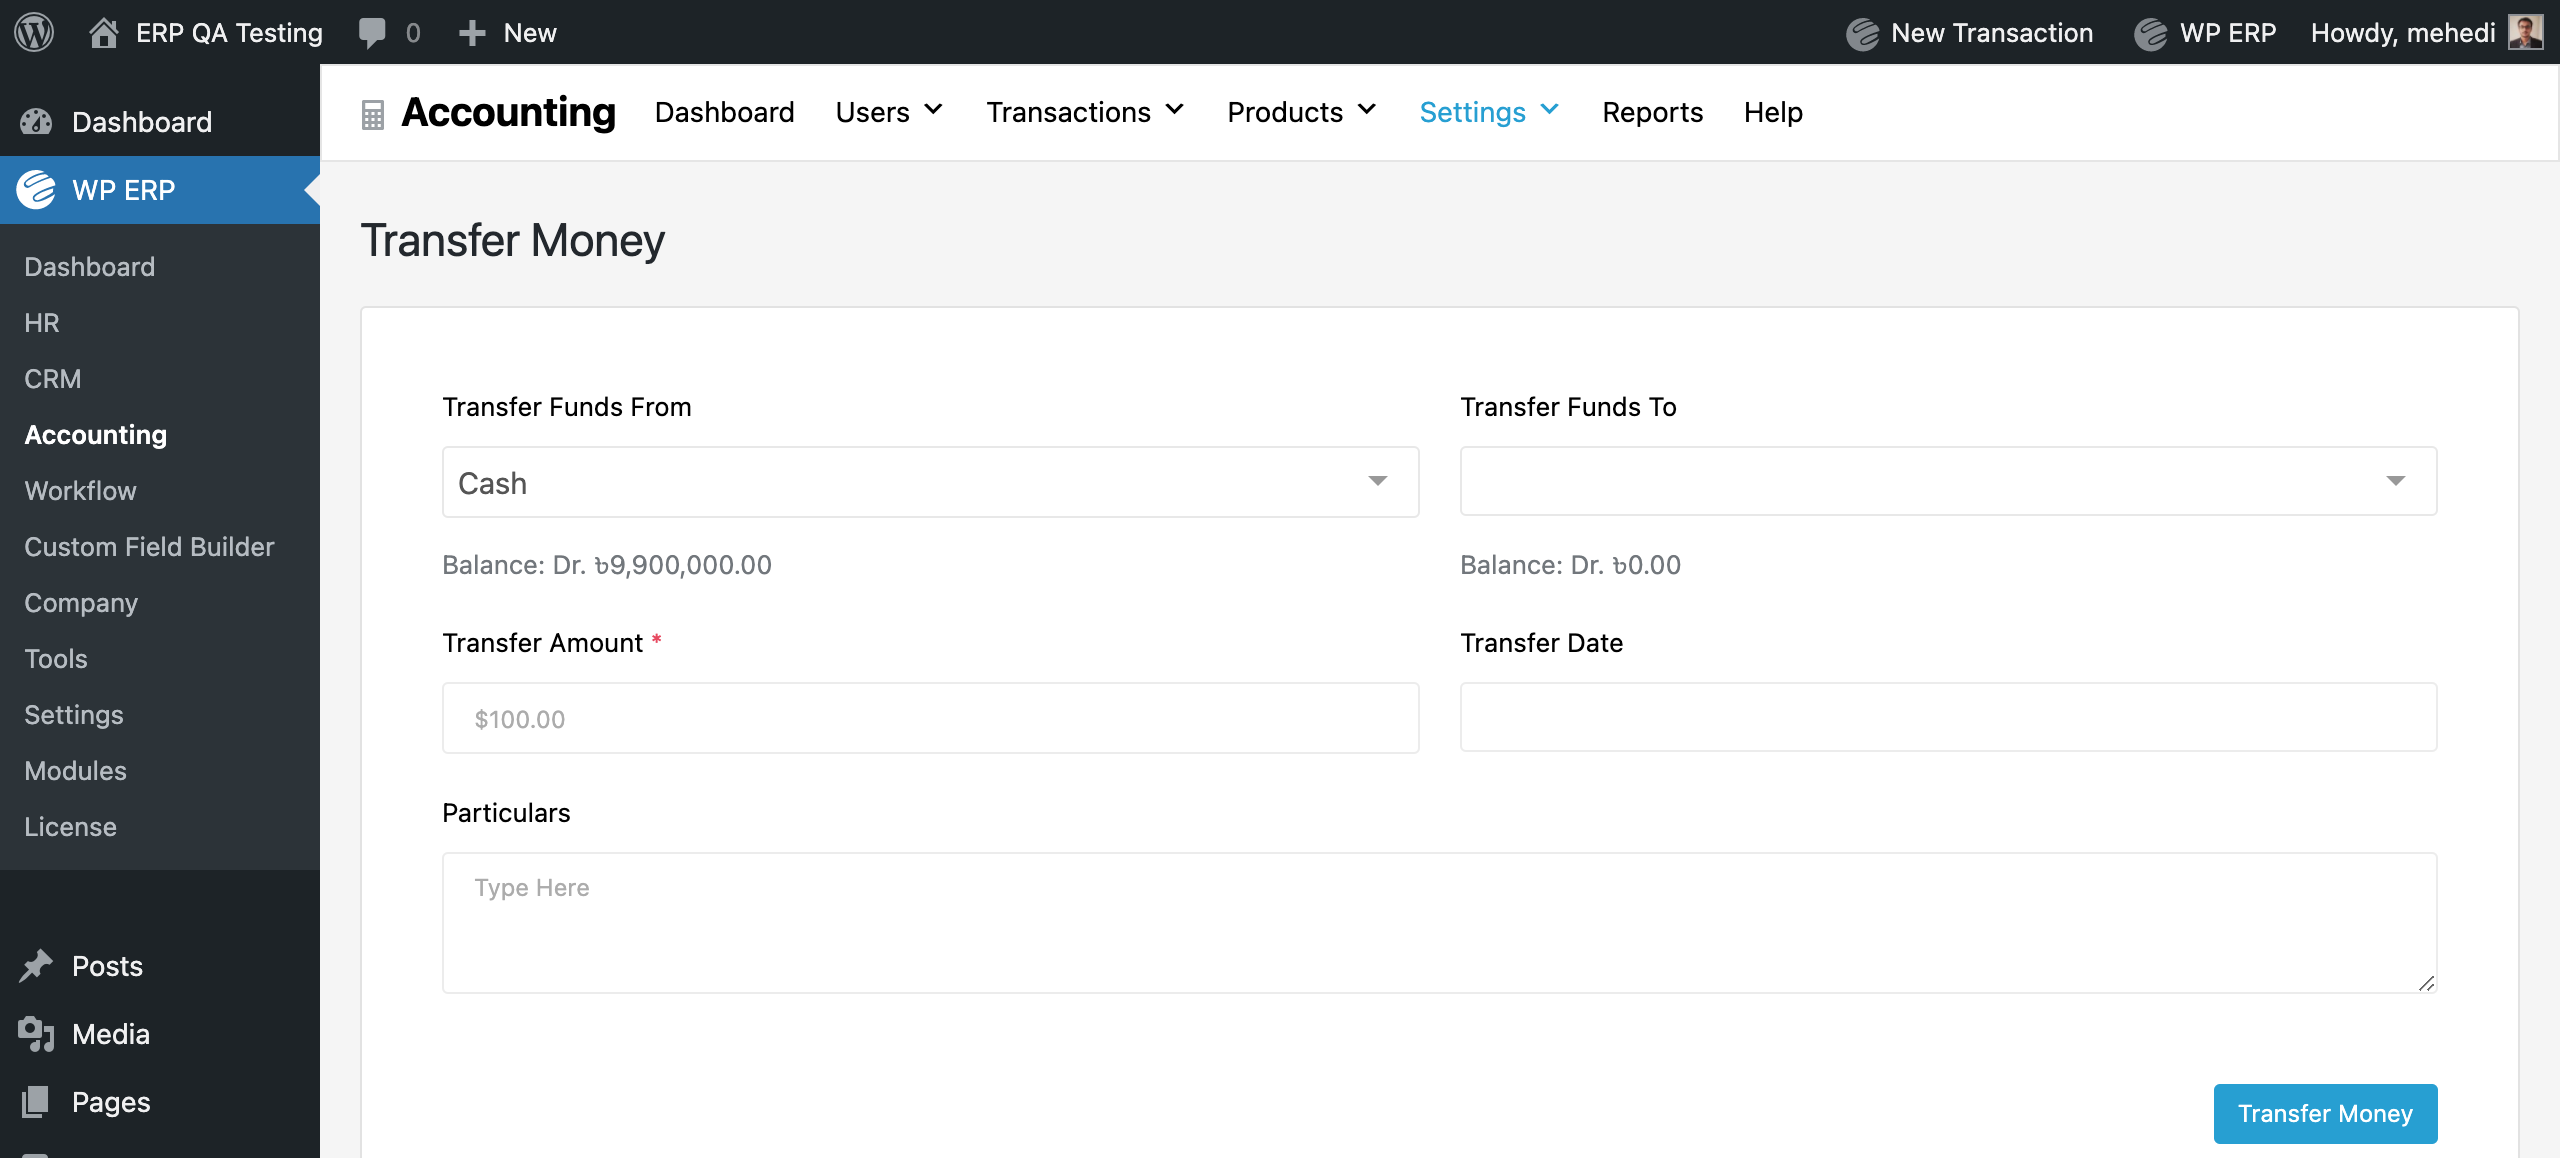 ERP QA Testing 0 New New Transaction WP ERP Howdy, mehedi
Dashboard
WP ERP
Dashboard
HR
CRM
Accounting
Workflow
Custom Field Builder
Company
Tools
Settings
Modules
License
Posts
Media
Pages
Accounting Dashboard Users Transactions Products Settings Reports Help
Transfer Money
Transfer Funds From Transfer Funds To
Cash
Balance: Dr. ৳9,900,000.00 Balance: Dr. ৳0.00
Transfer Amount * Transfer Date
$100.00
Particulars
Type Here
Transfer Money